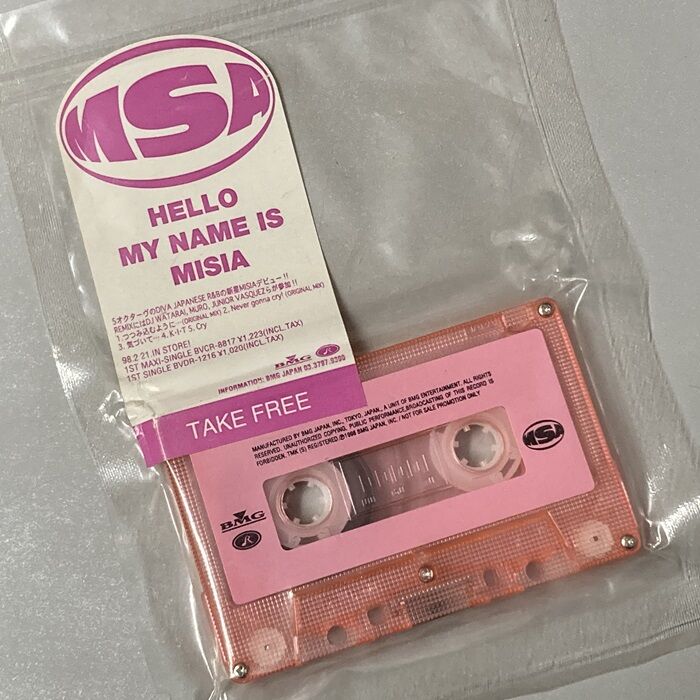 MSA
HELLO
MY NAME IS
MISIA
5オクターヴのDIVA JAPANESE R&Bの新星MISIAデビュー!!
REMIXにはDJ WATARAI, MURO, JUNIOR VASQUEZらが参加!!
1.つつみ込むように…(ORIGINAL MIX) 2. Never gonna cry! (ORIGINAL MIX)
3. 気づいて… 4. K-I-T 5. Cry
98.2.21.IN STORE!
1ST MAXI-SINGLE BVCR-8817 ¥1,223(INCL.TAX)
1ST SINGLE BVDR-1216 ¥1,020(INCL.TAX)
BMG R
INFORMATION: BMG JAPAN 03.3797.9300
TAKE FREE
MANUFACTURED BY BMG JAPAN, INC., TOKYO, JAPAN., A UNIT OF BMG ENTERTAINMENT. ALL RIGHTS
RESERVED. UNAUTHORIZED COPYING, PUBLIC PERFORMANCE,BROADCASTING OF THIS RECORD IS
FORBIDDEN. TMK (S) REGISTERED.Ⓟ1998 BMG JAPAN, INC. / NOT FOR SALE PROMOTION ONLY
MSA
BMG
R